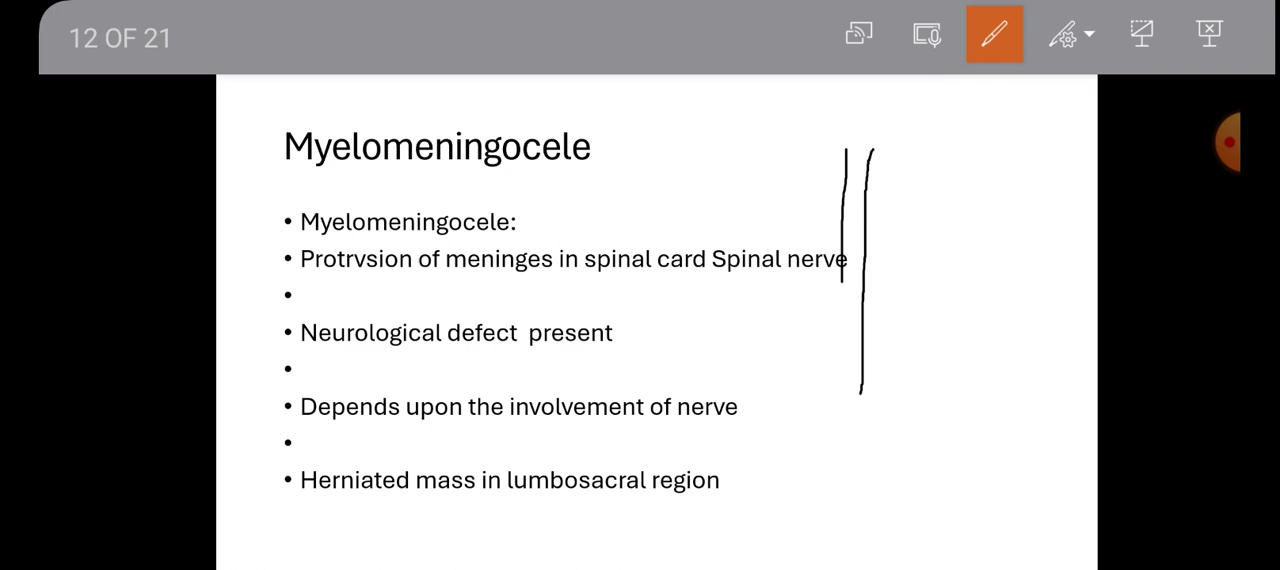 12 OF 21
Myelomeningocele
• Myelomeningocele:
• Protrvsion of meninges in spinal card Spinal nerve
•
• Neurological defect  present
•
• Depends upon the involvement of nerve
•
• Herniated mass in lumbosacral region